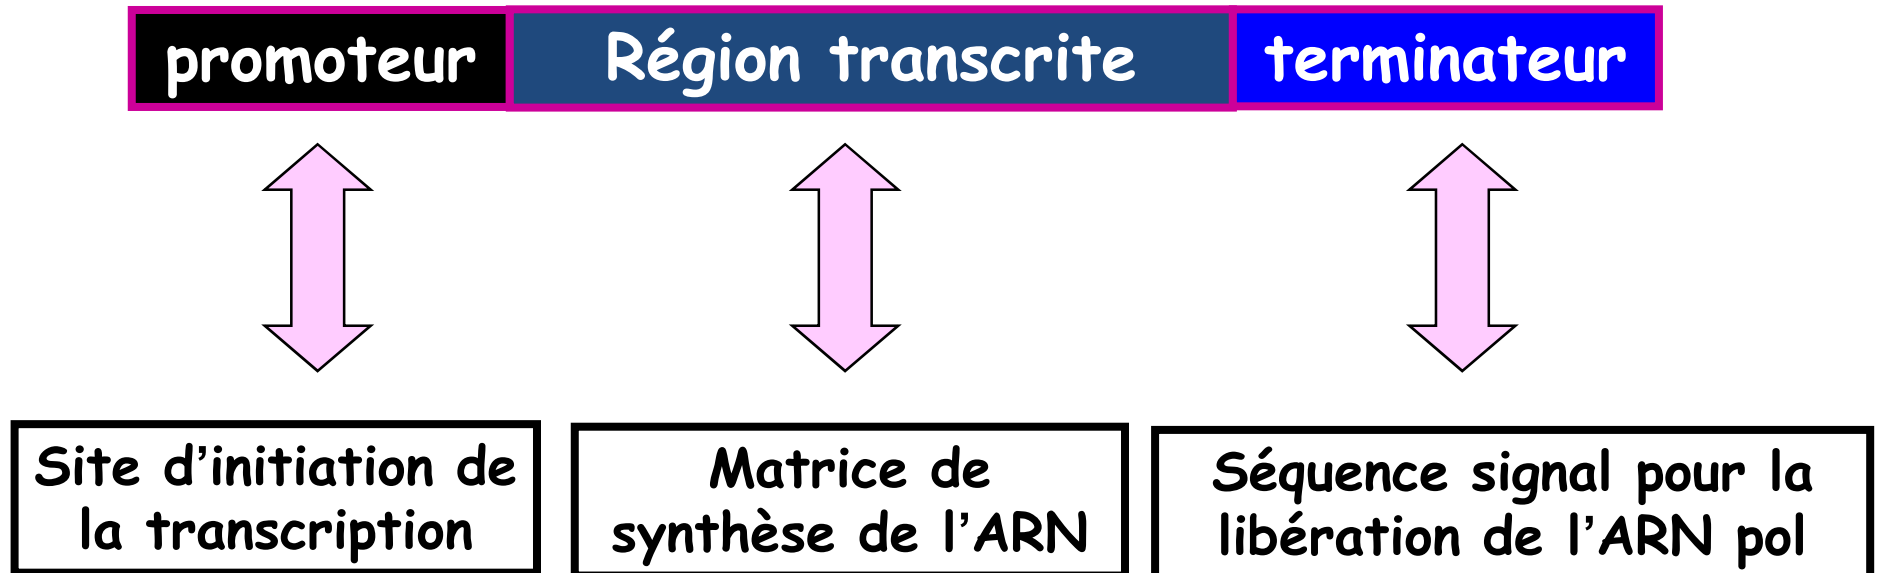 promoteur
Région transcrite
terminateur
Site d’initiation de
la transcription
Matrice de
synthèse de l’ARN
Séquence signal pour la
libération de l’ARN pol